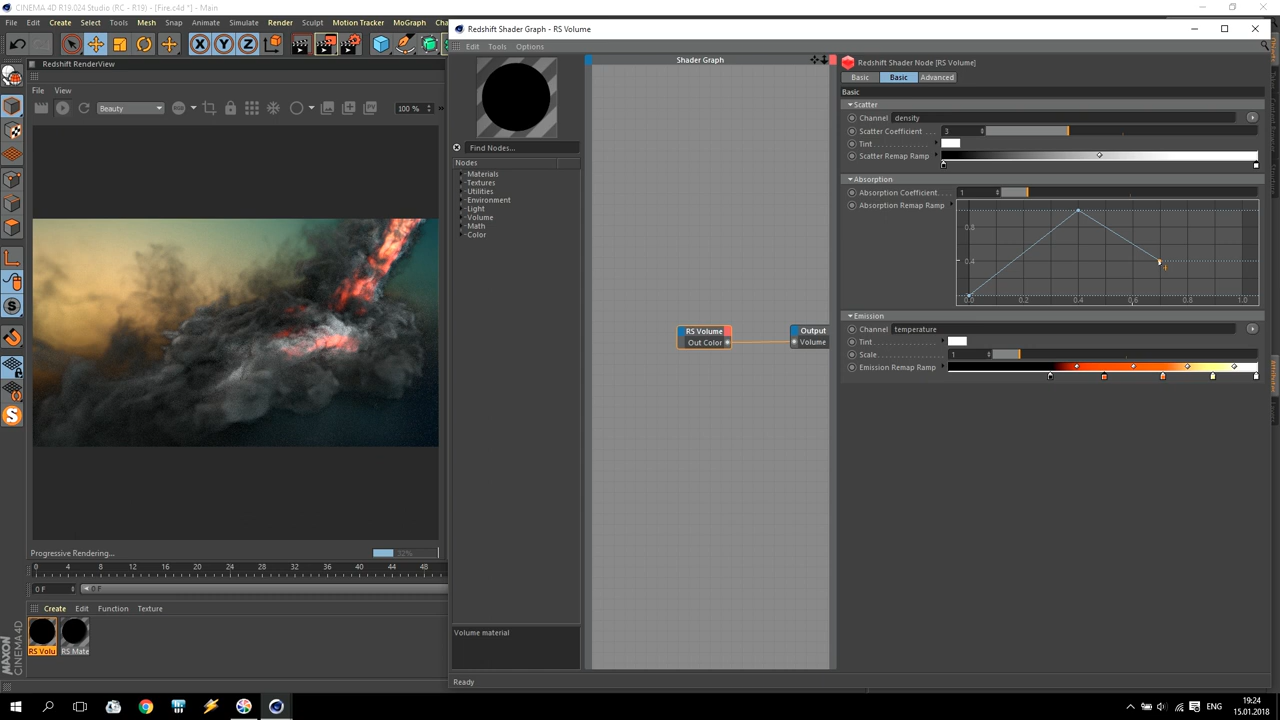 CINEMA 4D R19.024 Studio (RC - R19) - [Fire.c4d *] - Main
File Edit Create Select Tools Mesh Snap Animate Simulate Render Sculpt Motion Tracker MoGraph
Redshift RenderView
File View
Beauty
100 %
Progressive Rendering...
32%
0 4 8 12 16 20 24 28 32 36 40 44 48
0 F
0 F
Create Edit Function Texture
RS Volu
RS Mate
MAXON CINEMA 4D
Redshift Shader Graph - RS Volume
Edit Tools Options
Find Nodes...
Nodes
Materials
Textures
Utilities
Environment
Light
Volume
Math
Color
Volume material
Ready
Shader Graph
RS Volume
Out Color
Output
Volume
Redshift Shader Node [RS Volume]
Basic Basic Advanced
Basic
Scatter
Channel density
Scatter Coefficient .... 3
Tint
Scatter Remap Ramp
Absorption
Absorption Coefficient. 1
Absorption Remap Ramp
0.8
0.4
0.0 0.2 0.4 0.6 0.8 1.0
Emission
Channel temperature
Tint
Scale 1
Emission Remap Ramp
ENG
19:24
15.01.2018